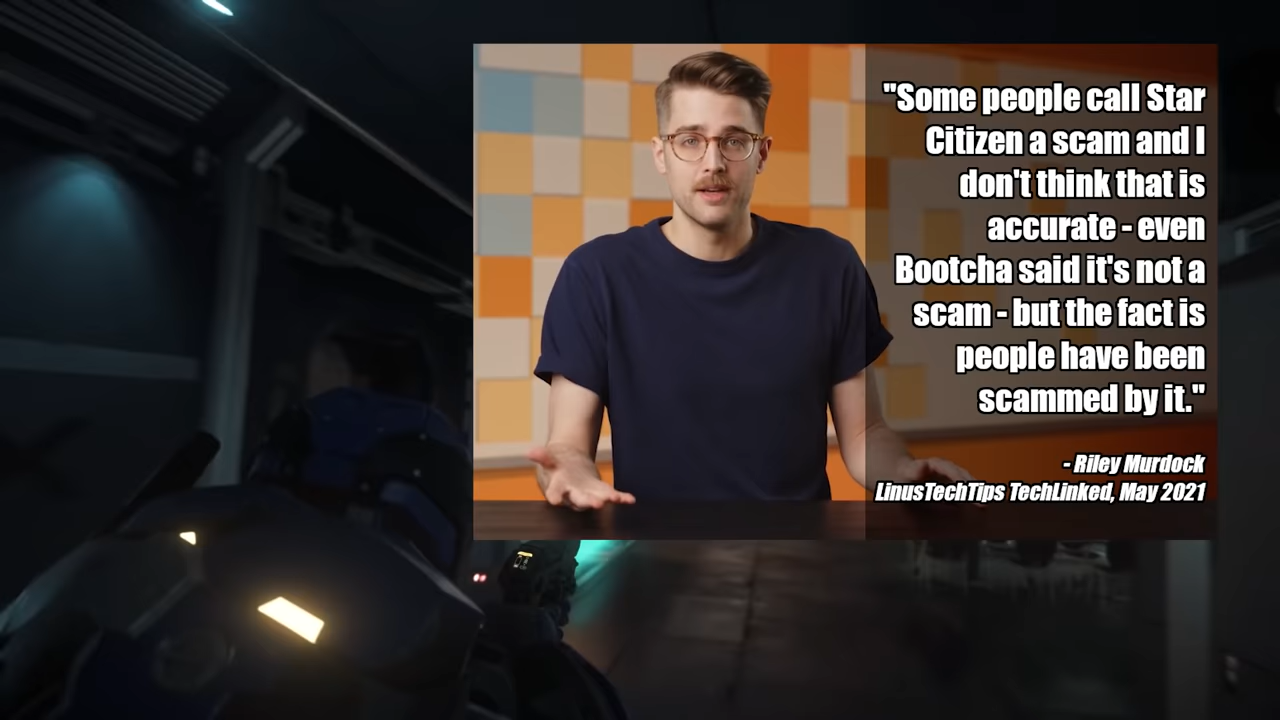 "Some people call Star
Citizen a scam and I
don't think that is
accurate - even
Bootcha said it's not a
scam - but the fact is
people have been
scammed by it."
- Riley Murdock
LinusTechTips TechLinked, May 2021